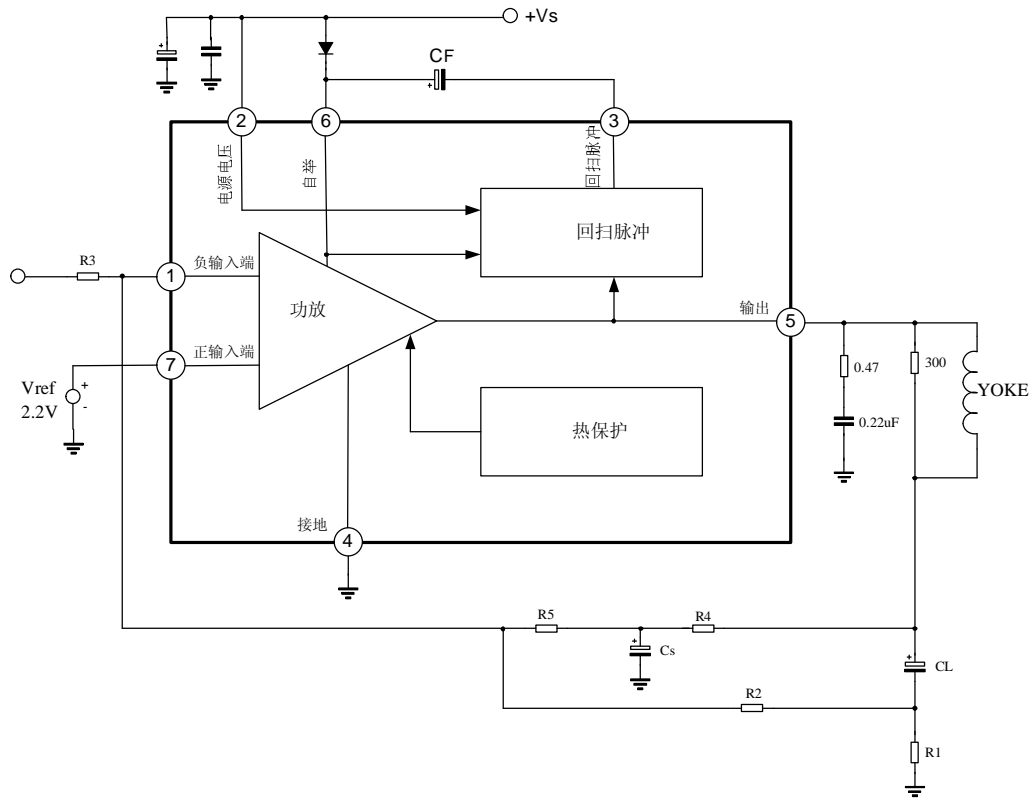 +Vs
CF
2
6
3
电源电压
自举
回扫脉冲
回扫脉冲
R3
1
负输入端
功放
输出
5
7
正输入端
Vref
2.2V
+
-
热保护
0.47
0.22uF
300
YOKE
接地
4
R5
R4
+
Cs
+
CL
R2
R1